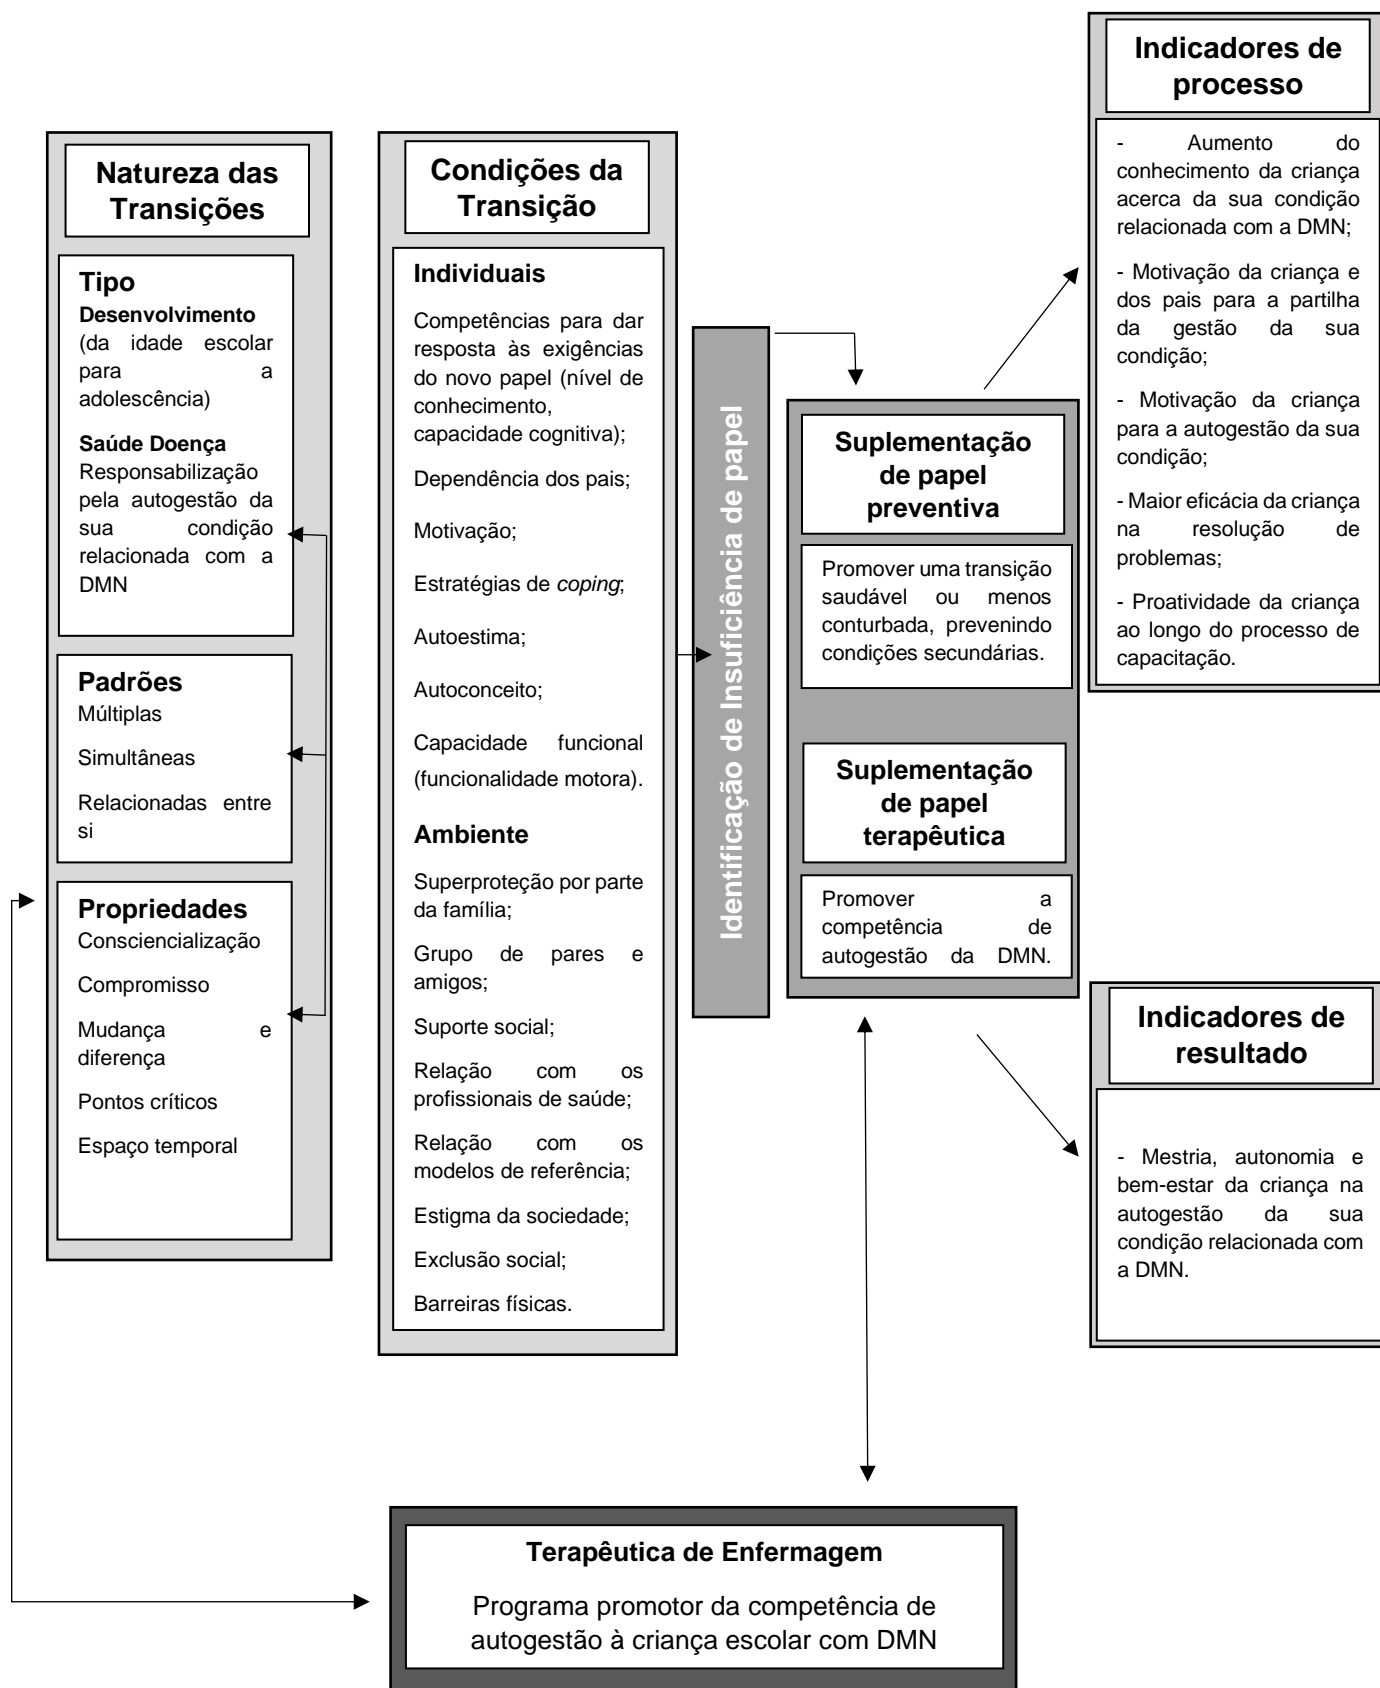 Natureza das
Transições
Tipo
Desenvolvimento
(da idade escolar
para a
adolescência)
Saúde Doença
Responsabilização
pela autogestão da
sua condição
relacionada com a
DMN
Padrões
Múltiplas
Simultâneas
Relacionadas entre
si
Propriedades
Consciencialização
Compromisso
Mudança e
diferença
Pontos críticos
Espaço temporal
Condições da
Transição
Individuais
Competências para dar
resposta às exigências
do novo papel (nível de
conhecimento,
capacidade cognitiva);
Dependência dos pais;
Motivação;
Estratégias de coping;
Autoestima;
Autoconceito;
Capacidade funcional
(funcionalidade motora).
Ambiente
Superproteção por parte
da família;
Grupo de pares e
amigos;
Suporte social;
Relação com os
profissionais de saúde;
Relação com os
modelos de referência;
Estigma da sociedade;
Exclusão social;
Barreiras físicas.
Identificação de Insuficiência de papel
Suplementação
de papel
preventiva
Promover uma transição
saudável ou menos
conturbada, prevenindo
condições secundárias.
Suplementação
de papel
terapêutica
Promover a
competência de
autogestão da DMN.
Indicadores de
processo
- Aumento do
conhecimento da criança
acerca da sua condição
relacionada com a DMN;
- Motivação da criança e
dos pais para a partilha
da gestão da sua
condição;
- Motivação da criança
para a autogestão da sua
condição;
- Maior eficácia da criança
na resolução de
problemas;
- Proatividade da criança
ao longo do processo de
capacitação.
Indicadores de
resultado
- Mestria, autonomia e
bem-estar da criança na
autogestão da sua
condição relacionada com
a DMN.
Terapêutica de Enfermagem
Programa promotor da competência de
autogestão à criança escolar com DMN